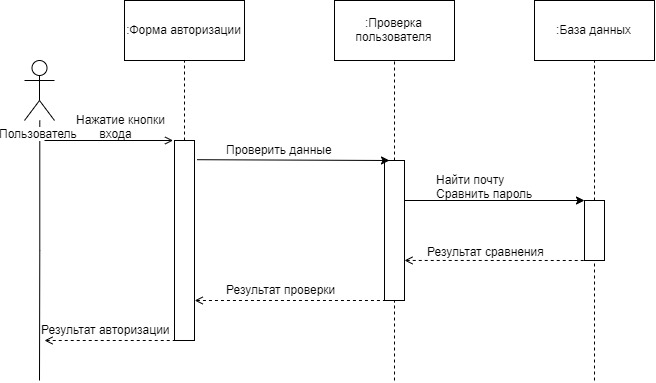 :Форма авторизации
:Проверка
пользователя
:База данных
Пользователь
Нажатие кнопки
входа
Проверить данные
Найти почту
Сравнить пароль
Результат сравнения
Результат проверки
Результат авторизации